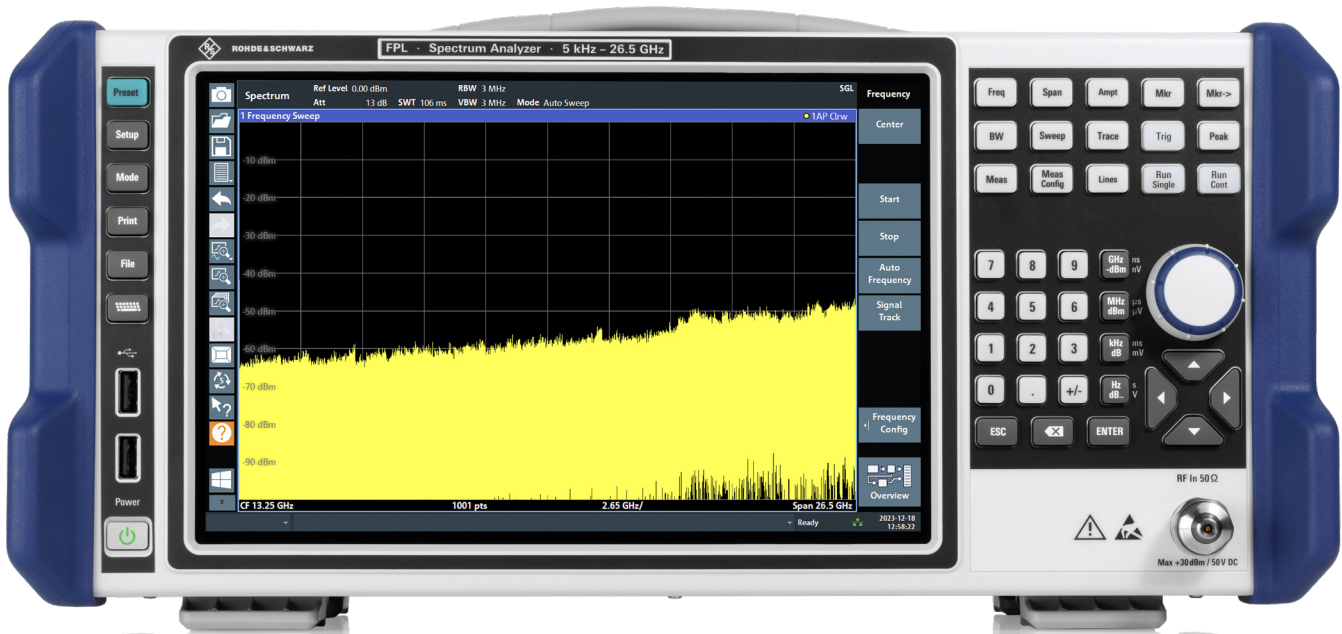 R&S
ROHDE&SCHWARZ
FPL · Spectrum Analyzer · 5 kHz – 26.5 GHz
Preset
Setup
Mode
Print
File
Power
Spectrum
Ref Level 0.00 dBm
RBW 3 MHz
SGL
Att 13 dB SWT 106 ms VBW 3 MHz Mode Auto Sweep
1 Frequency Sweep
1AP Clrw
-10 dBm
-20 dBm
-30 dBm
-40 dBm
-50 dBm
-60 dBm
-70 dBm
-80 dBm
-90 dBm
CF 13.25 GHz
1001 pts
2.65 GHz/
Span 26.5 GHz
Ready
2023-12-18
12:58:22
Frequency
Center
Start
Stop
Auto
Frequency
Signal
Track
Frequency
Config
Overview
Freq
Span
Ampt
Mkr
Mkr->
BW
Sweep
Trace
Trig
Peak
Meas
Meas
Config
Lines
Run
Single
Run
Cont
7 8 9
GHz
-dBm
ns
nV
4 5 6
MHz
dBm
µs
µV
1 2 3
kHz
dB
ms
mV
0 . +/-
Hz
dB..
s
V
ESC
ENTER
RF In 50 Ω
Max +30 dBm / 50 V DC